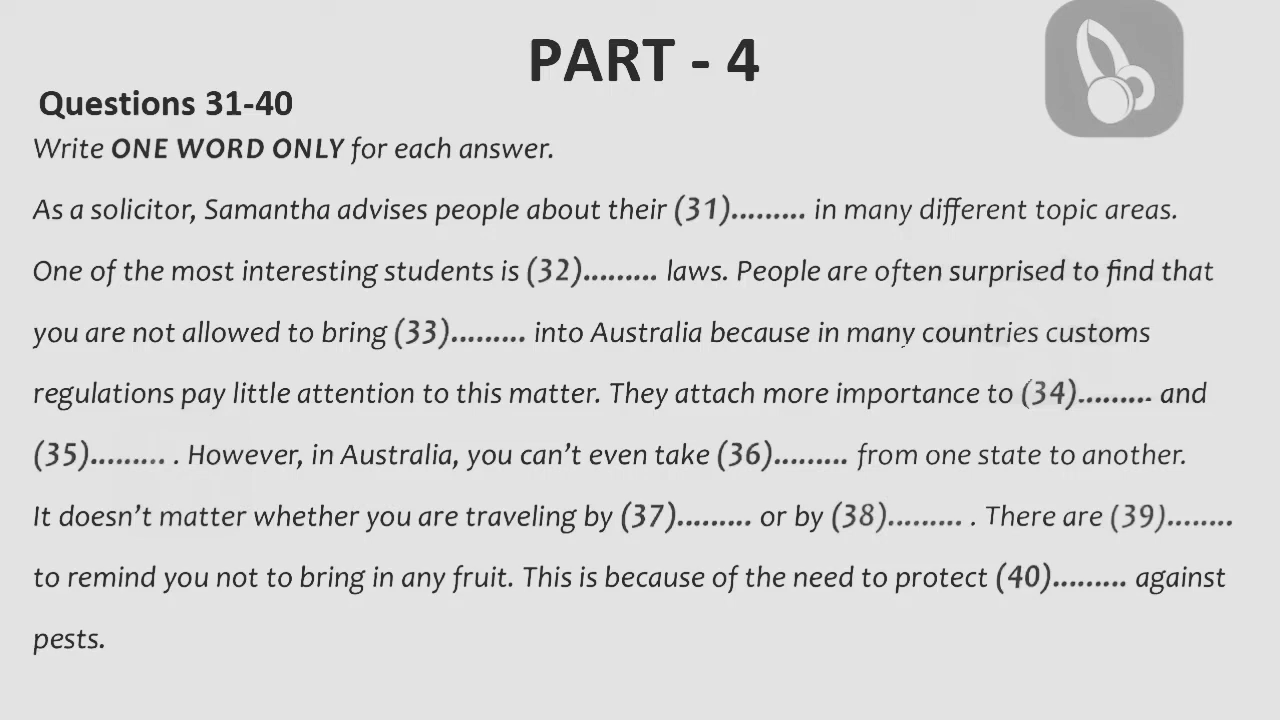 PART - 4
Questions 31-40
Write ONE WORD ONLY for each answer.
As a solicitor, Samantha advises people about their (31)......... in many different topic areas.
One of the most interesting students is (32)......... laws. People are often surprised to find that
you are not allowed to bring (33)......... into Australia because in many countries customs
regulations pay little attention to this matter. They attach more importance to (34)......... and
(35)......... . However, in Australia, you can't even take (36)......... from one state to another.
It doesn't matter whether you are traveling by (37)......... or by (38)......... . There are (39)........
to remind you not to bring in any fruit. This is because of the need to protect (40)......... against
pests.